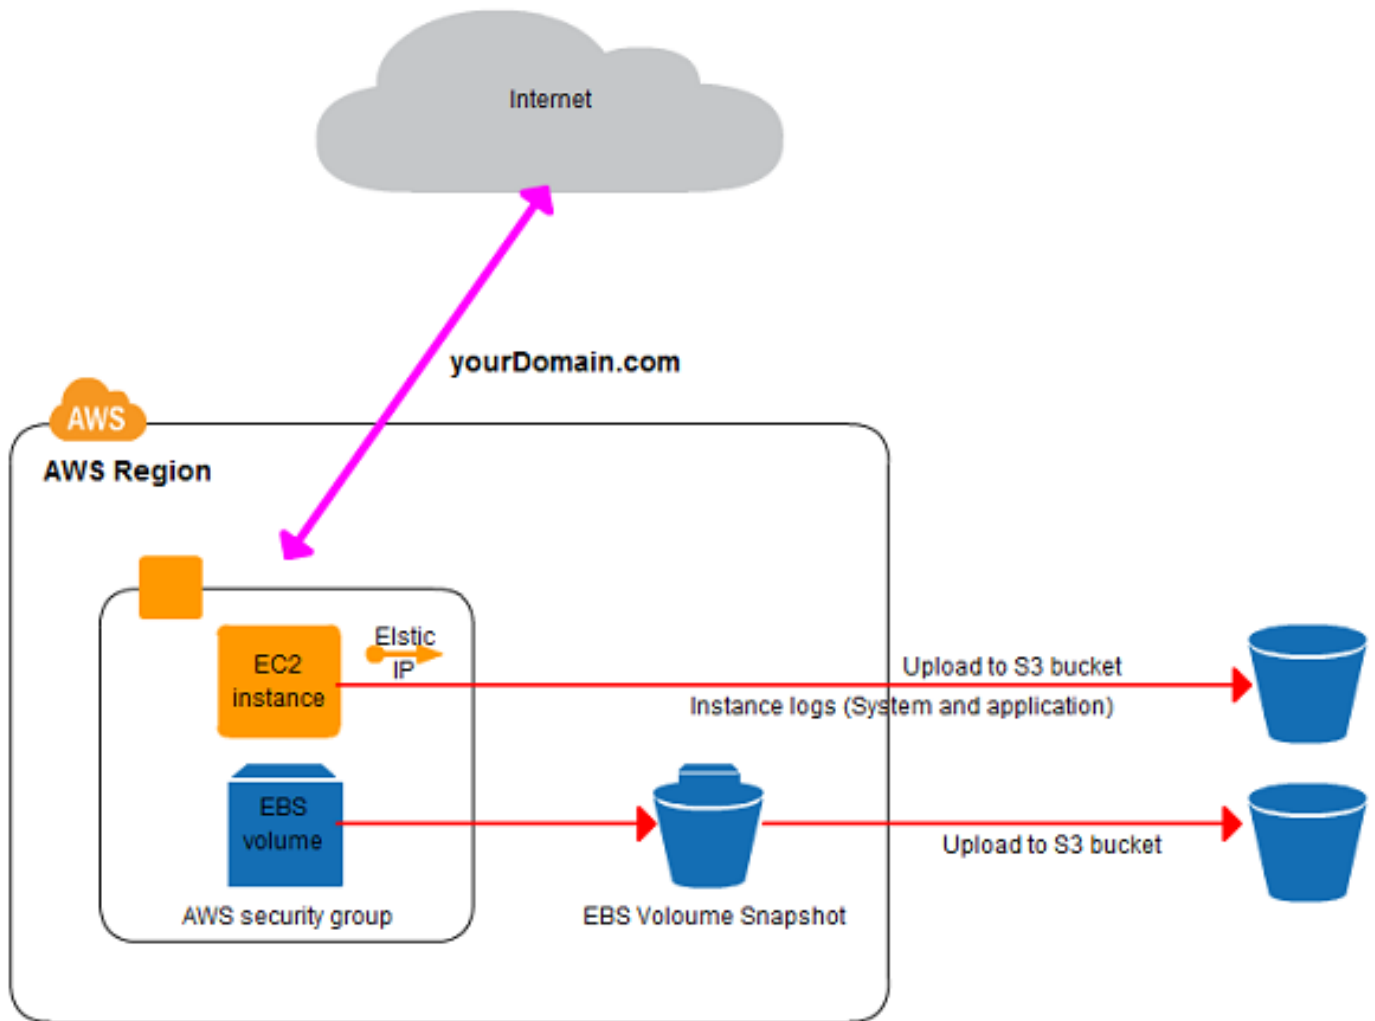 Internet
yourDomain.com
AWS
AWS Region
EC2
instance
Elstic
IP
Upload to S3 bucket
Instance logs (System and application)
EBS
volume
Upload to S3 bucket
AWS security group
EBS Voloume Snapshot